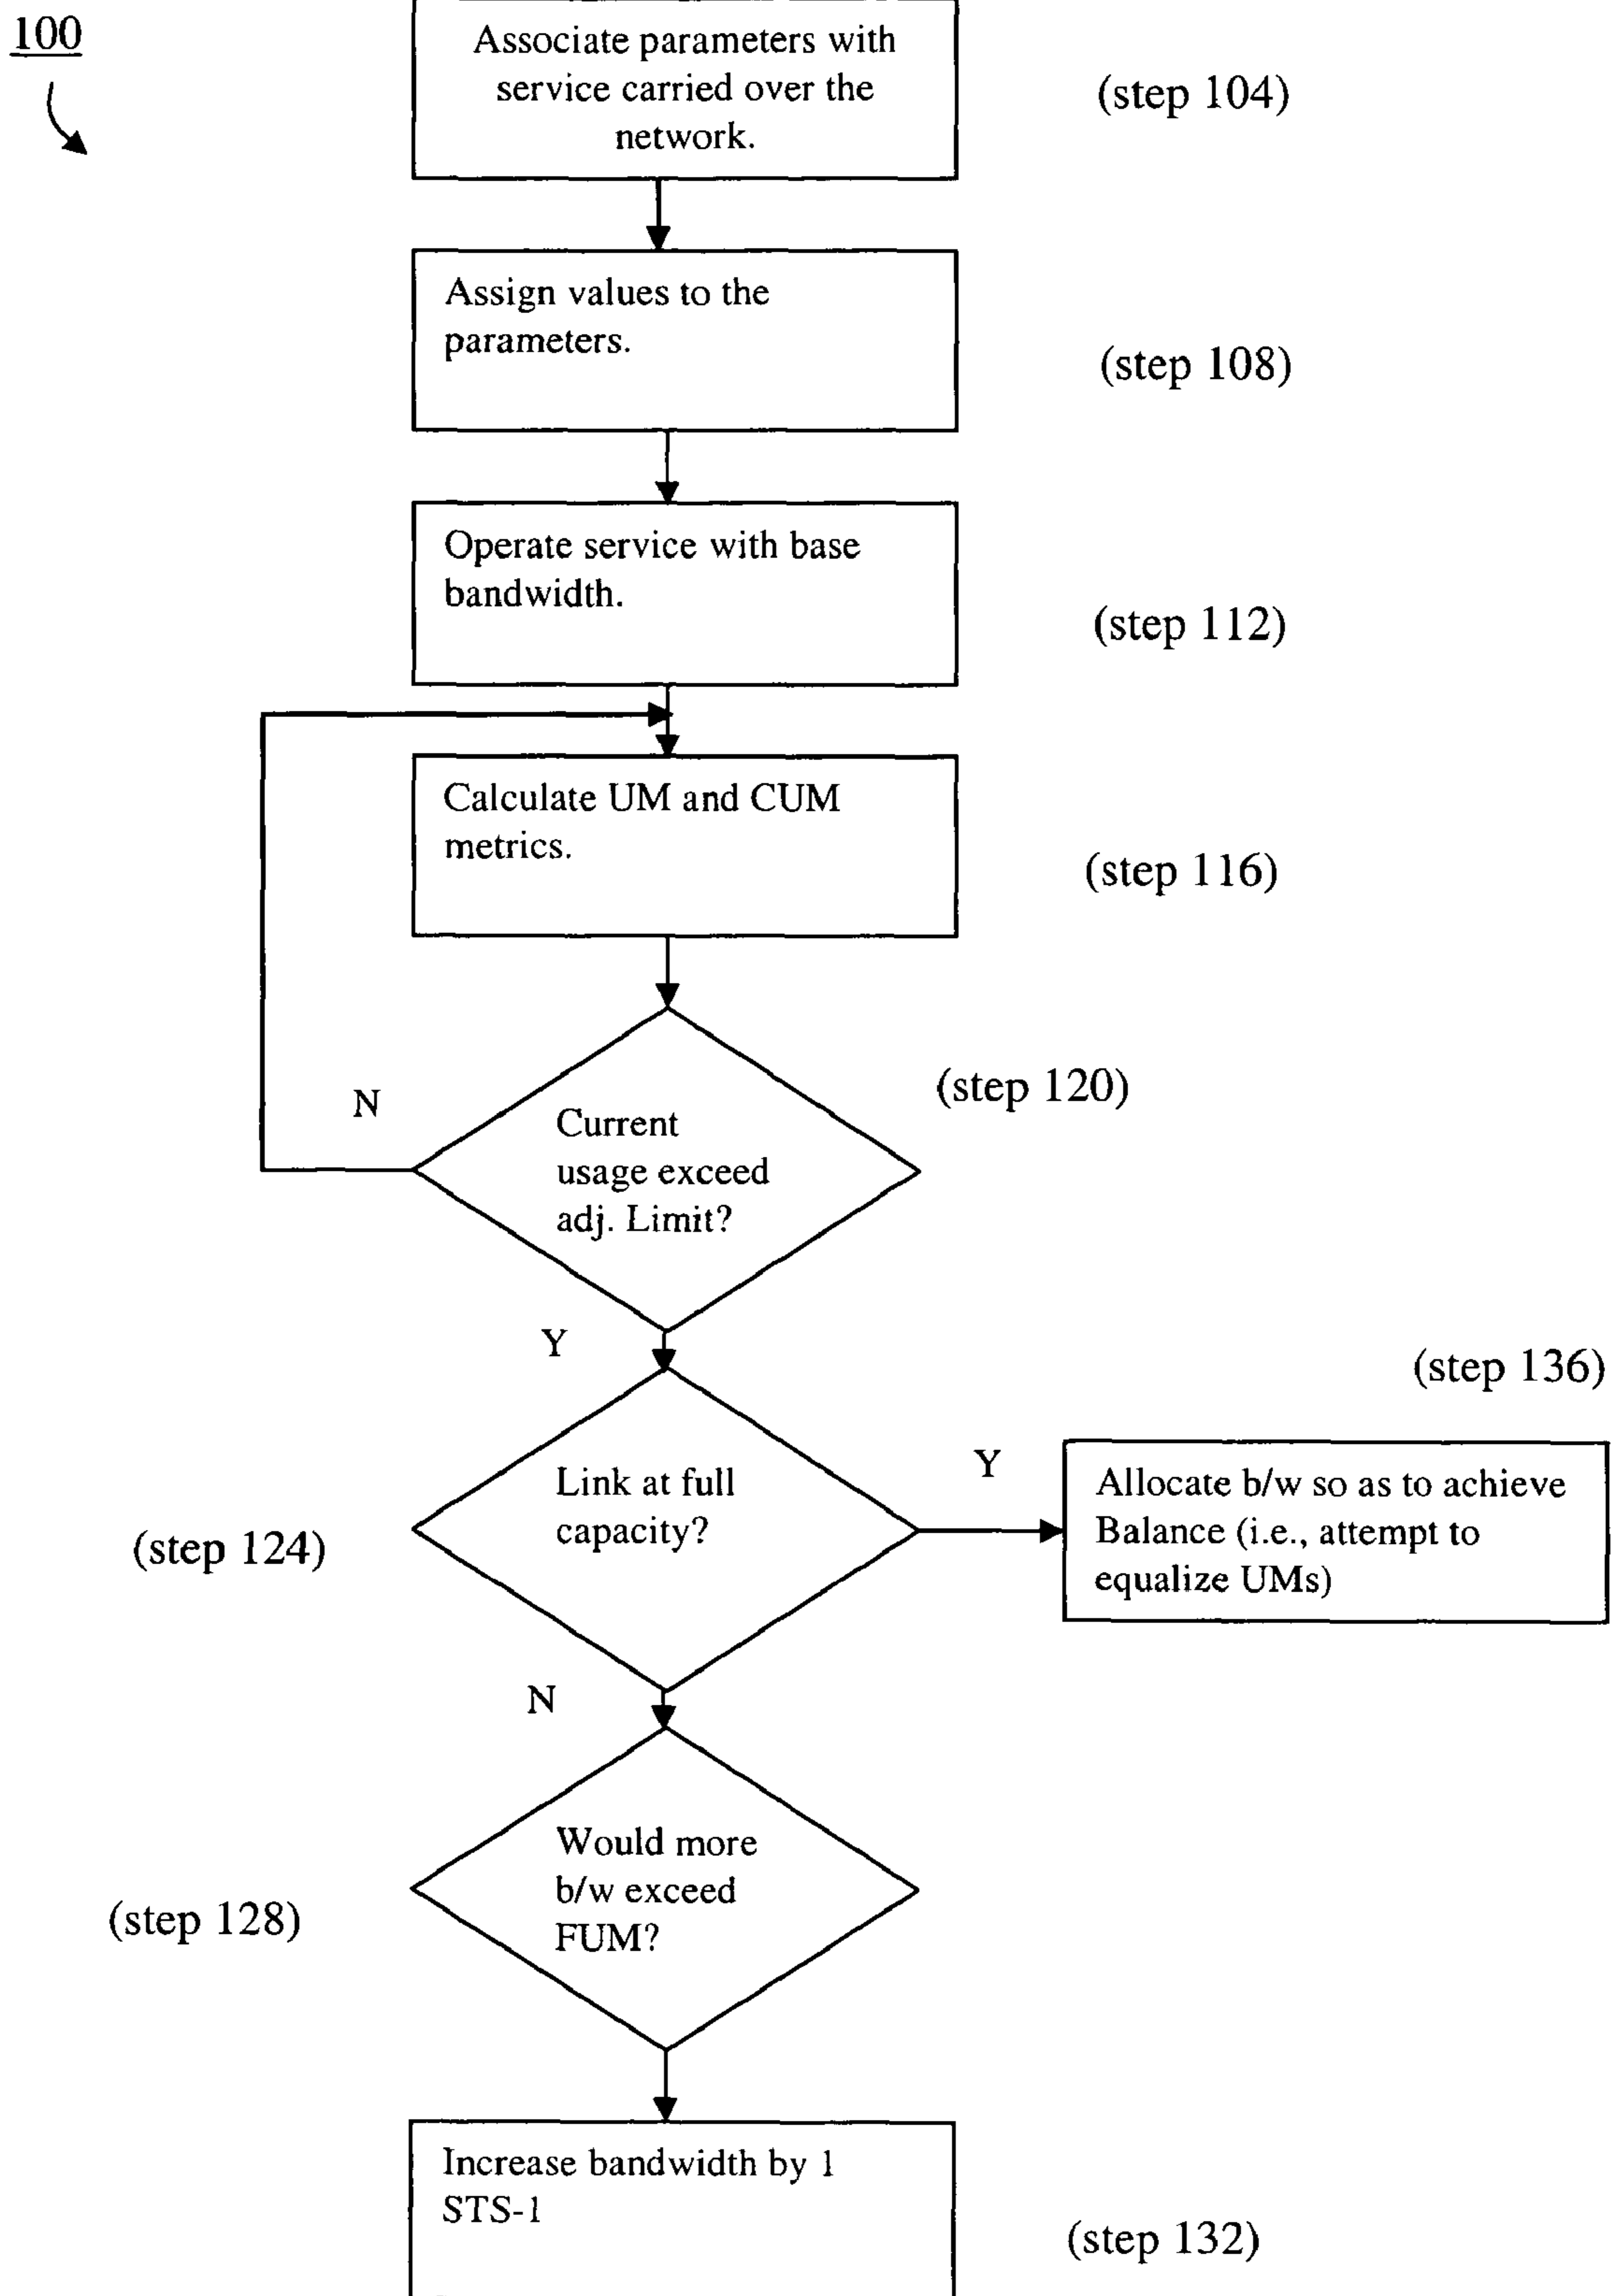 100
Associate parameters with
service carried over the
network.
(step 104)
Assign values to the
parameters.
(step 108)
Operate service with base
bandwidth.
(step 112)
Calculate UM and CUM
metrics.
(step 116)
(step 120)
N
Current
usage exceed
adj. Limit?
Y
(step 136)
Link at full
capacity?
Y
Allocate b/w so as to achieve
Balance (i.e., attempt to
equalize UMs)
(step 124)
N
Would more
b/w exceed
FUM?
(step 128)
Increase bandwidth by 1
STS-1
(step 132)